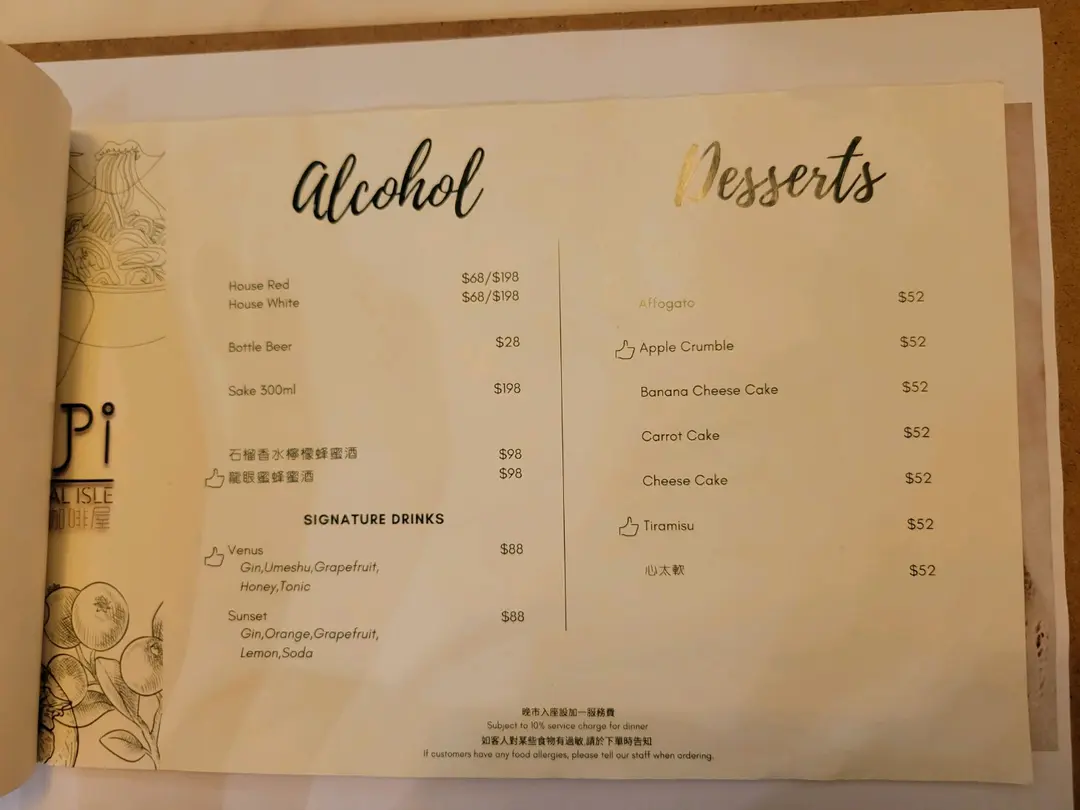 Alcohol
House Red $68/$198
House White $68/$198
Bottle Beer $28
Sake 300ml $198
石榴香水檸檬蜂蜜酒 $98
龍眼蜜蜂蜜酒 $98
SIGNATURE DRINKS
Venus $88
Gin,Umeshu,Grapefruit,
Honey,Tonic
Sunset $88
Gin,Orange,Grapefruit,
Lemon,Soda
Desserts
Affogato $52
Apple Crumble $52
Banana Cheese Cake $52
Carrot Cake $52
Cheese Cake $52
Tiramisu $52
心太軟 $52
晚市入座設加一服務費
Subject to 10% service charge for dinner
如客人對某些食物有過敏,請於下單時告知
If customers have any food allergies, please tell our staff when ordering.
Pi
AL ISLE
咖啡屋